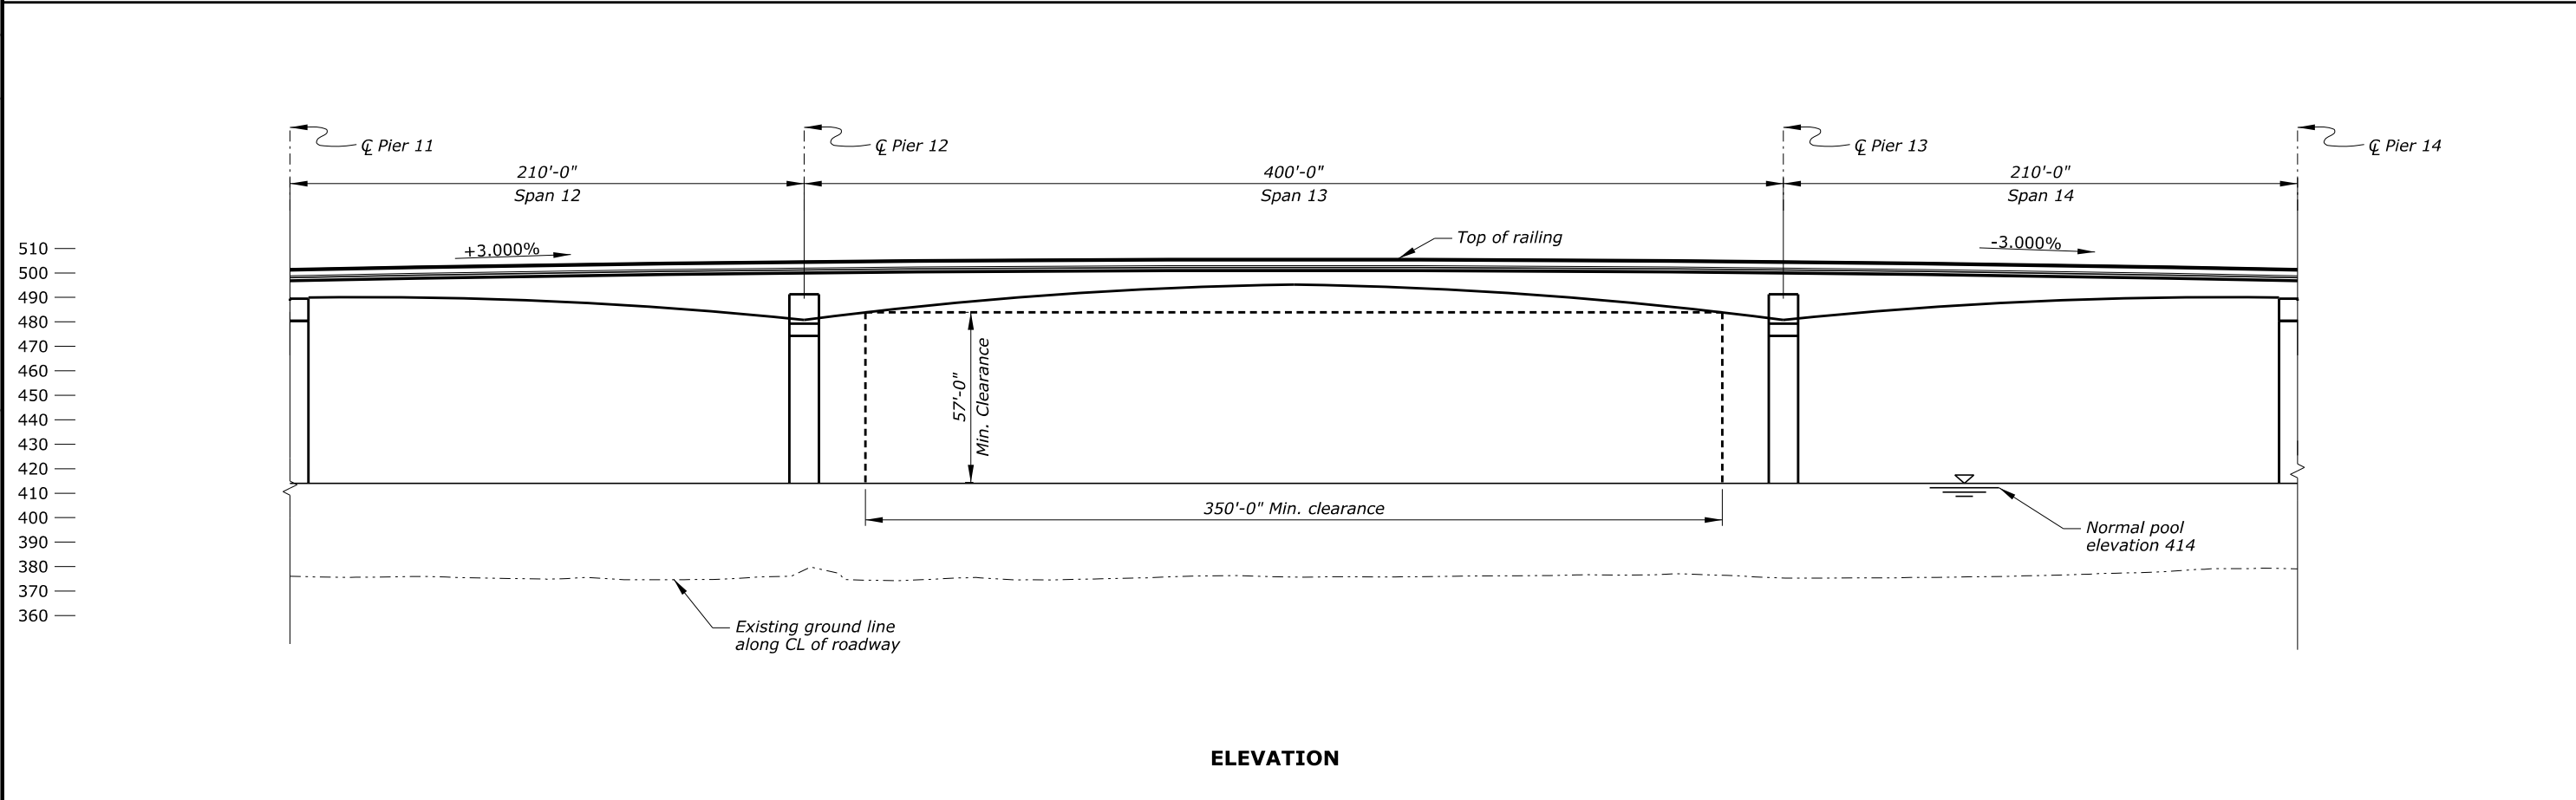 ℄ Pier 11
℄ Pier 12
℄ Pier 13
℄ Pier 14
210'-0"
Span 12
400'-0"
Span 13
210'-0"
Span 14
+3.000%
Top of railing
-3.000%
510
500
490
480
470
460
450
440
430
420
410
400
390
380
370
360
57'-0"
Min. Clearance
350'-0" Min. clearance
Normal pool
elevation 414
Existing ground line
along CL of roadway
ELEVATION